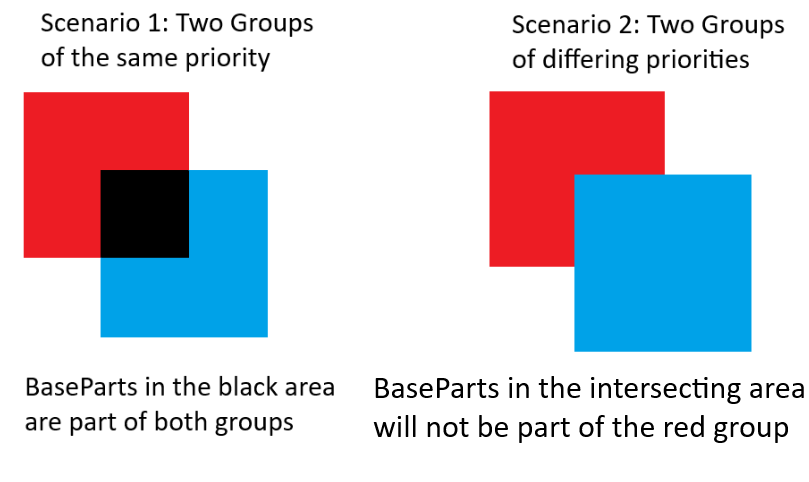 Scenario 1: Two Groups
of the same priority
Scenario 2: Two Groups
of differing priorities
BaseParts in the black area
are part of both groups
BaseParts in the intersecting area
will not be part of the red group